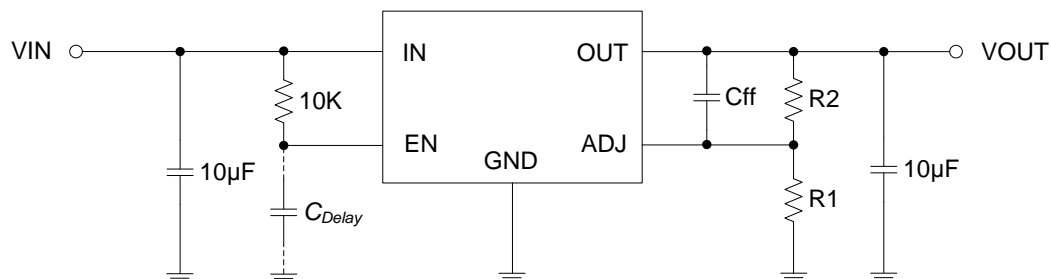 VIN
IN
OUT
VOUT
10K
Cff
R2
EN
ADJ
GND
10µF
CDelay
R1
10µF